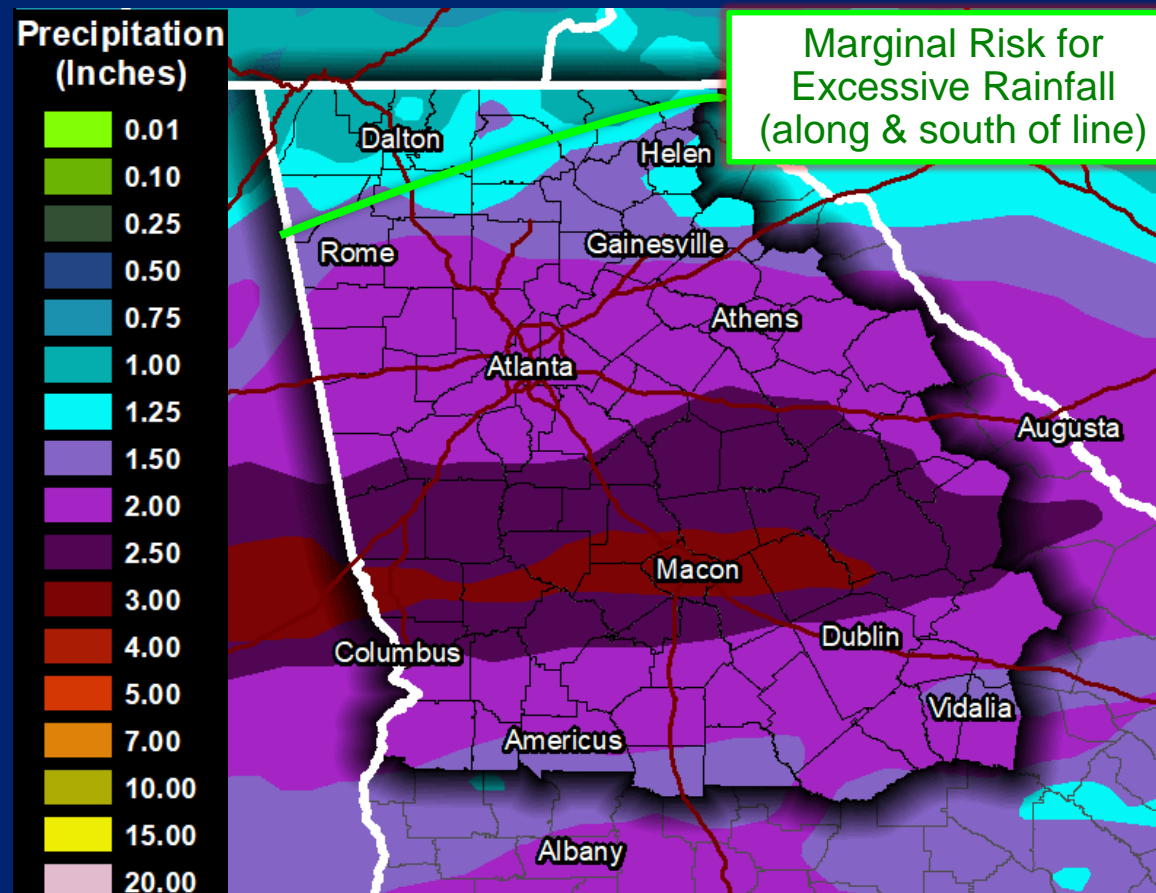 Precipitation
(Inches)
0.01
0.10
0.25
0.50
0.75
1.00
1.25
1.50
2.00
2.50
3.00
4.00
5.00
7.00
10.00
15.00
20.00
Marginal Risk for
Excessive Rainfall
(along & south of line)
Dalton
Helen
Rome
Gainesville
Athens
Atlanta
Augusta
Macon
Columbus
Dublin
Vidalia
Americus
Albany